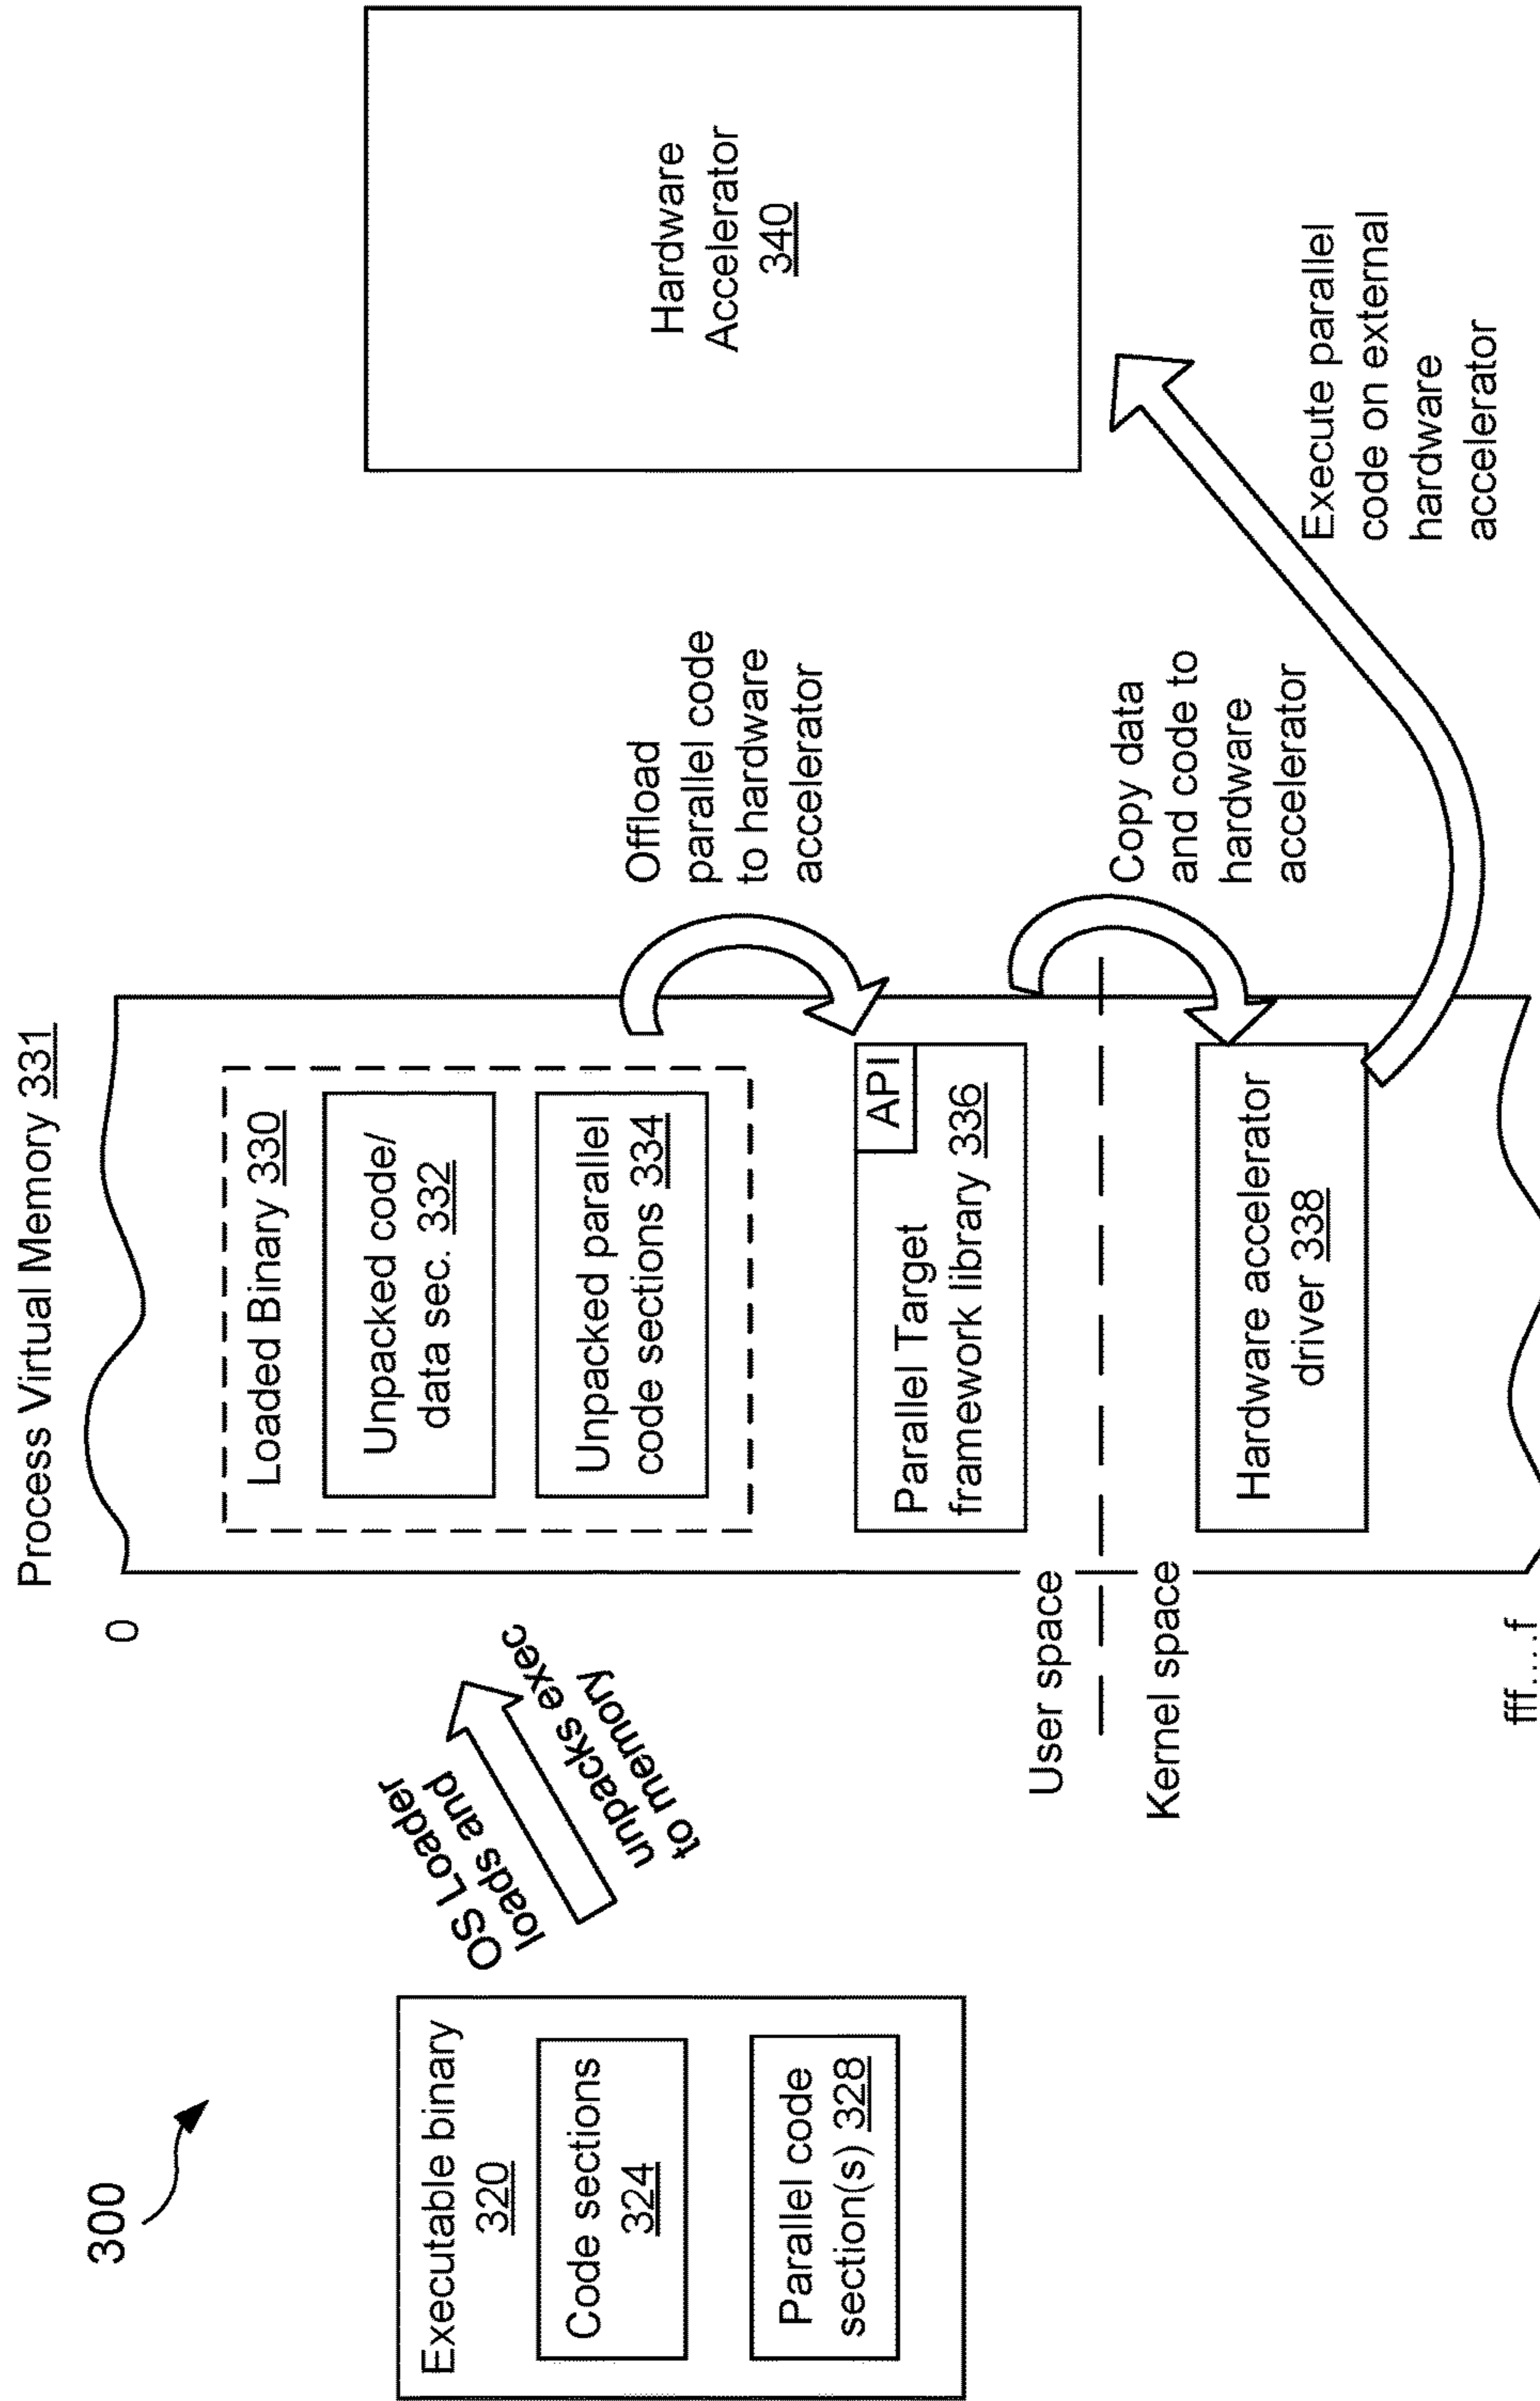 300
Executable binary
320
Code sections
324
Parallel code
section(s) 328
OS Loader
loads and
unpacks exec
to memory
Process Virtual Memory 331
0
Loaded Binary 330
Unpacked code/
data sec. 332
Unpacked parallel
code sections 334
API
Parallel Target
framework library 336
User space
Kernel space
Hardware accelerator
driver 338
fff....f
Offload
parallel code
to hardware
accelerator
Copy data
and code to
hardware
accelerator
Execute parallel
code on external
hardware
accelerator
Hardware
Accelerator
340